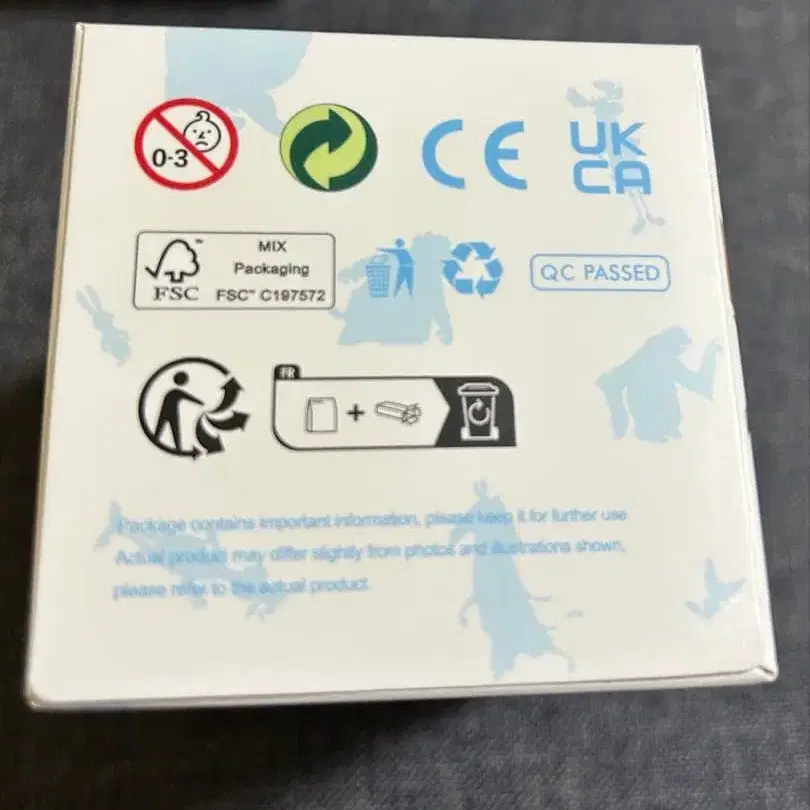 0-3
CE
UK
CA
FSC™
MIX
Packaging
FSC™ C197572
QC PASSED
FR
Package contains important information, please keep it for further use
Actual product may differ slightly from photos and illustrations shown,
please refer to the actual product.